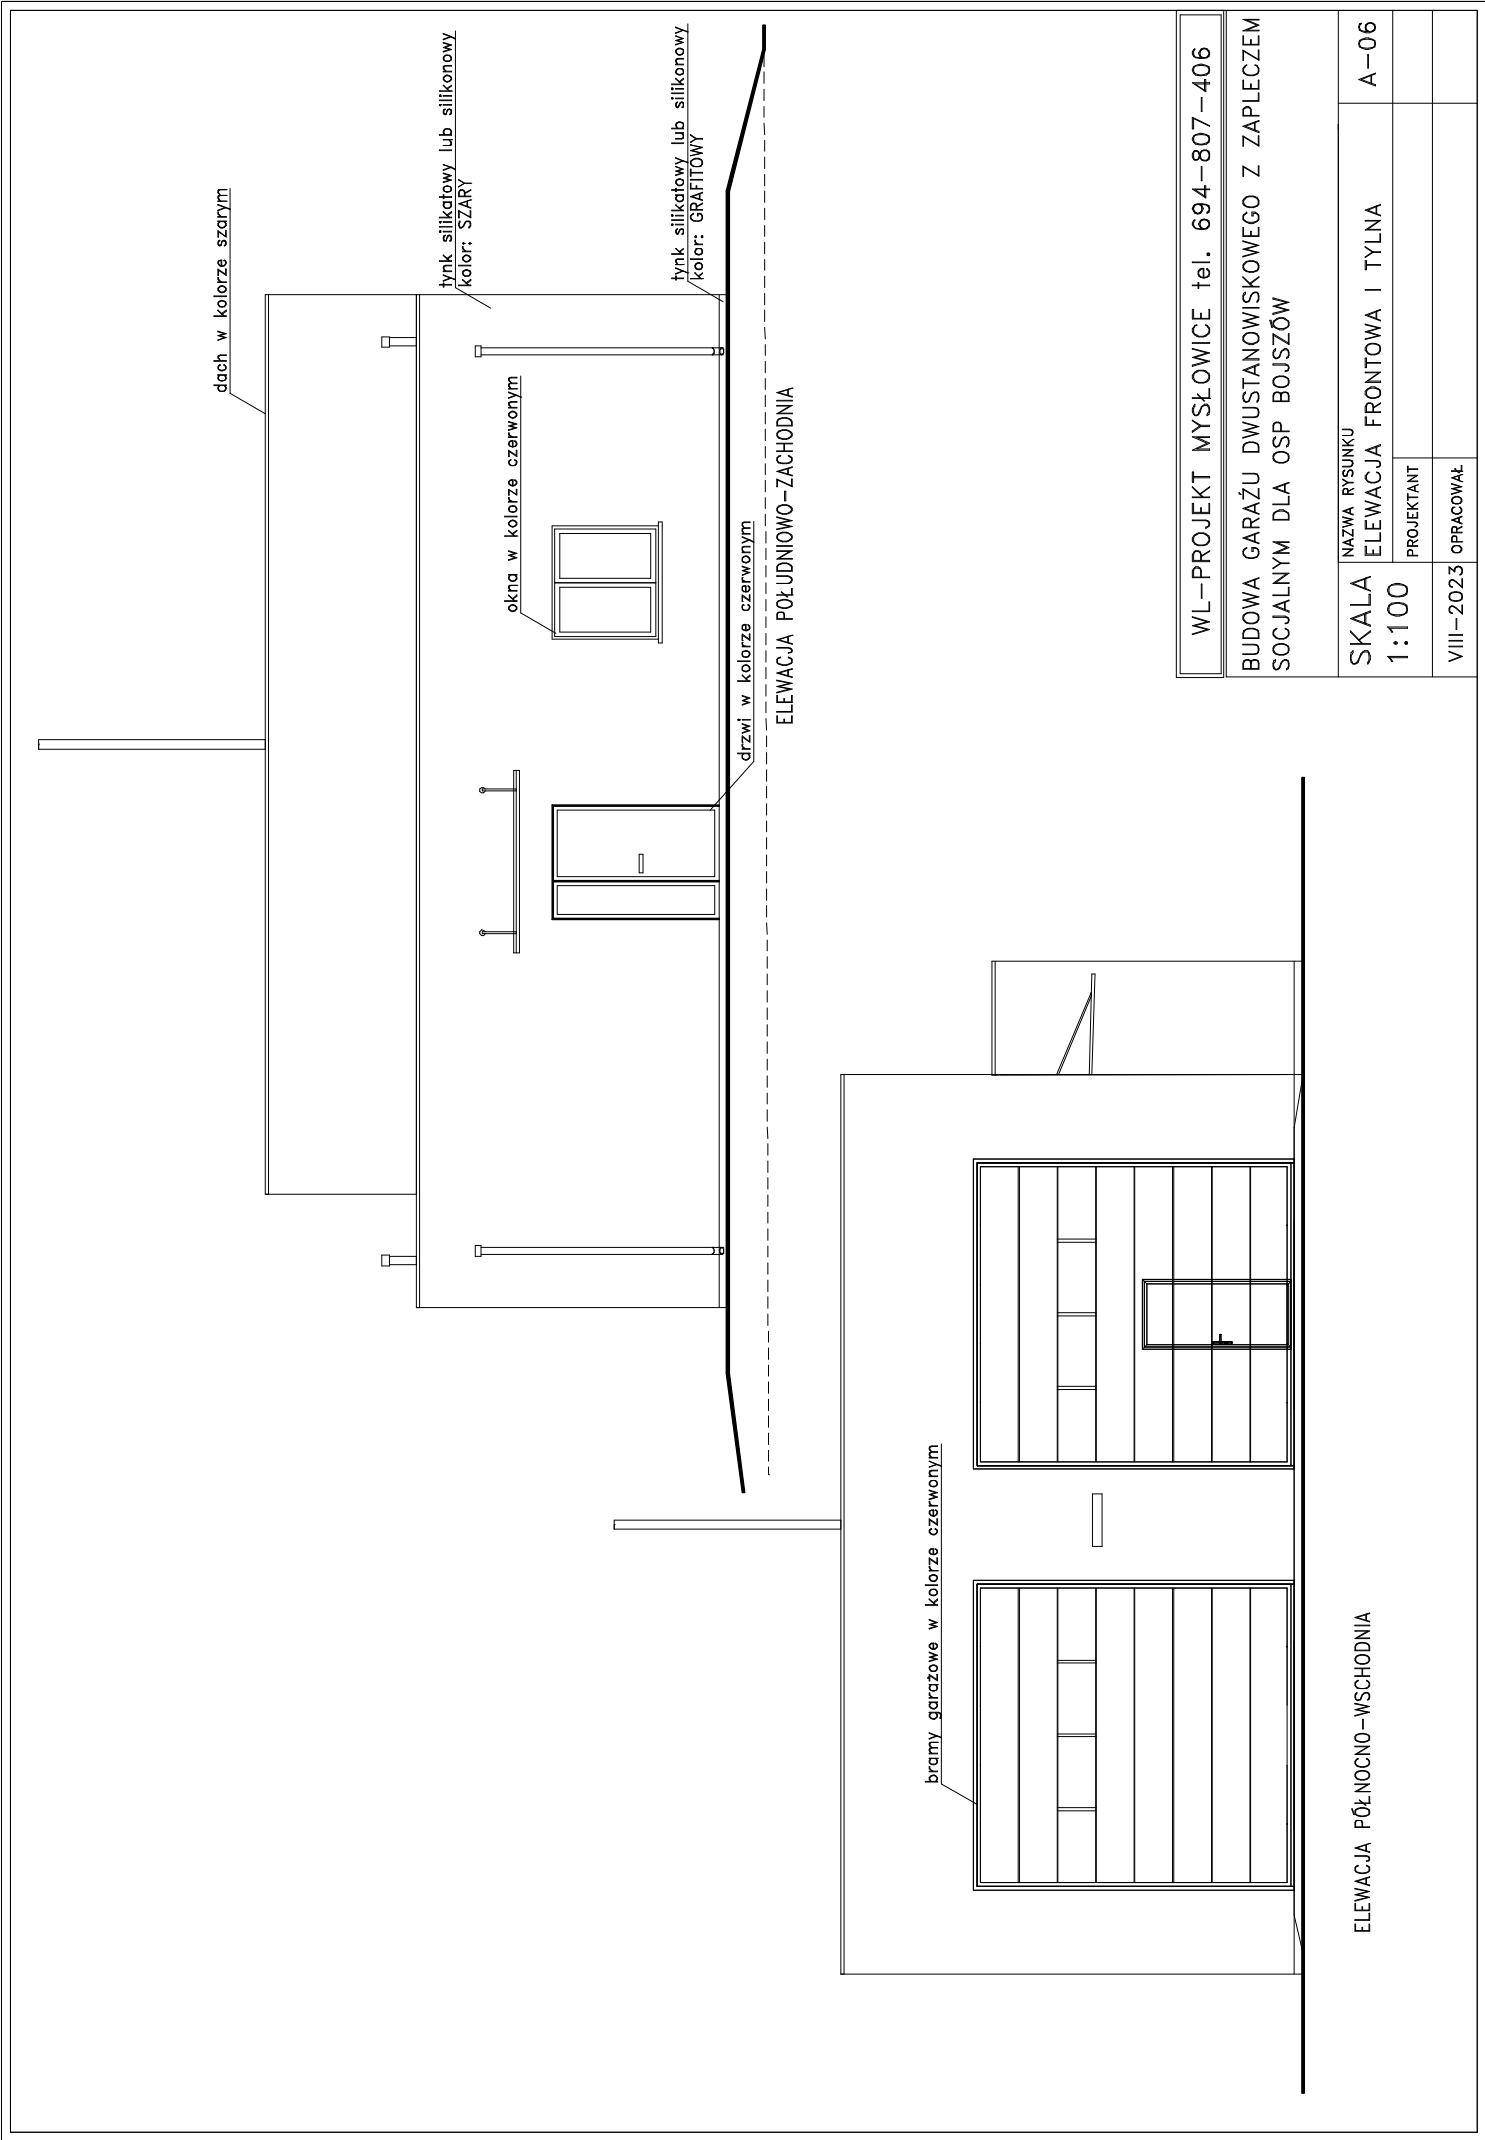 dach w kolorze szarym
tynk silikatowy lub silikonowy
kolor: SZARY
okna w kolorze czerwonym
tynk silikatowy lub silikonowy
kolor: GRAFITOWY
drzwi w kolorze czerwonym
ELEWACJA POŁUDNIOWO-ZACHODNIA
bramy garażowe w kolorze czerwonym
ELEWACJA PÓŁNOCNO-WSCHODNIA
WL-PROJEKT MYSŁOWICE tel. 694-807-406
BUDOWA GARAŻU DWUSTANOWISKOWEGO Z ZAPLECZEM
SOCJALNYM DLA OSP BOJSZÓW
SKALA
1:100
NAZWA RYSUNKU
ELEWACJA FRONTOWA I TYLNA
A-06
PROJEKTANT
VIII-2023
OPRACOWAŁ